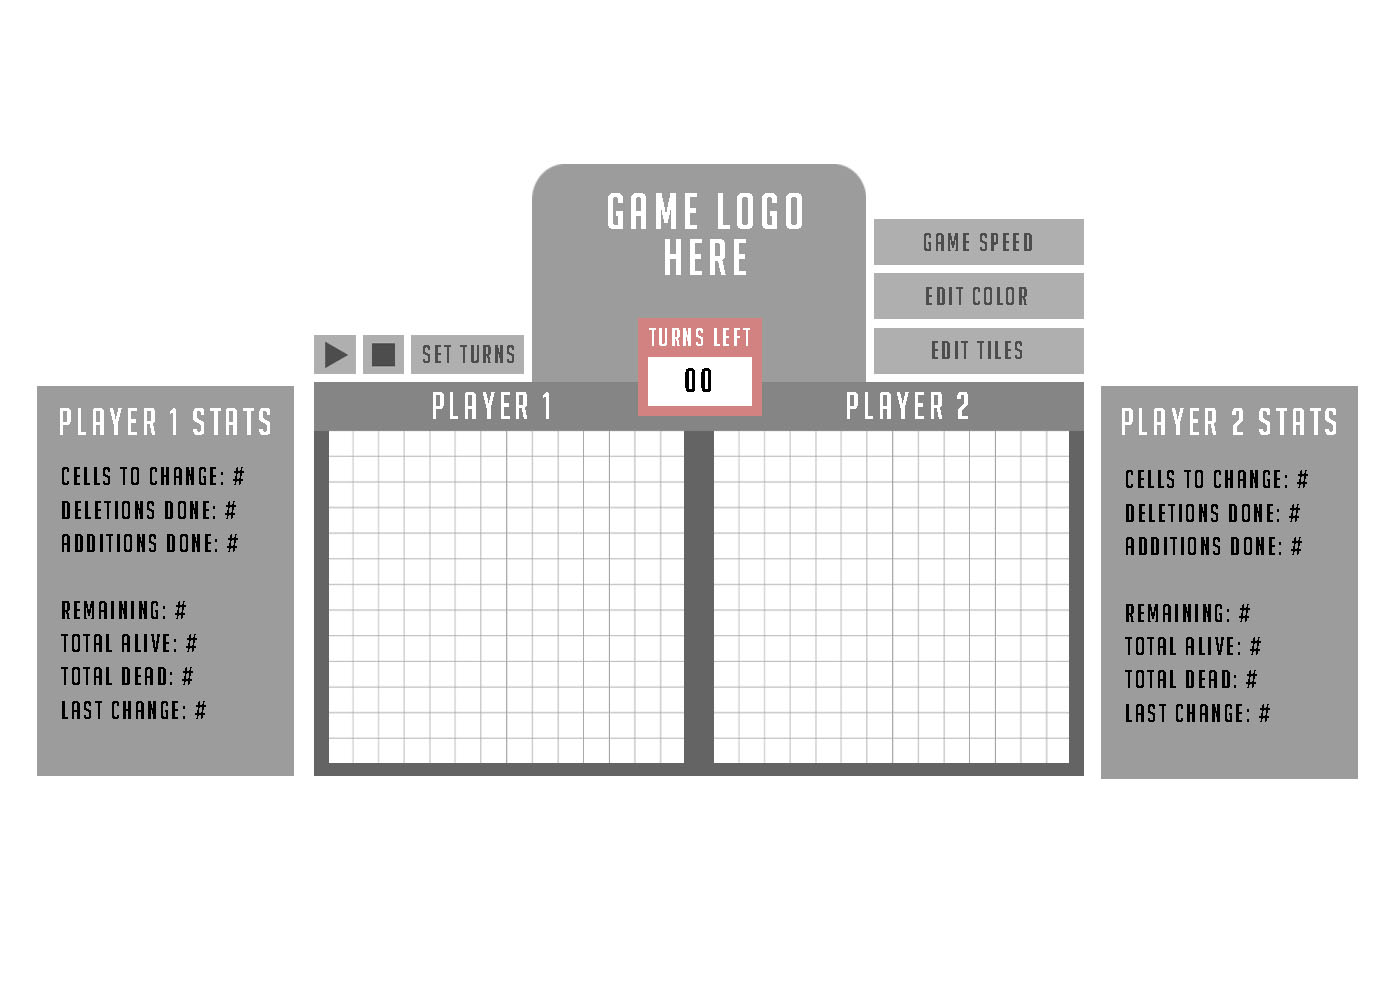 GAME LOGO
HERE
GAME SPEED
EDIT COLOR
EDIT TILES
SET TURNS
TURNS LEFT
00
PLAYER 1
PLAYER 2
PLAYER 1 STATS
CELLS TO CHANGE: #
DELETIONS DONE: #
ADDITIONS DONE: #
REMAINING: #
TOTAL ALIVE: #
TOTAL DEAD: #
LAST CHANGE: #
PLAYER 2 STATS
CELLS TO CHANGE: #
DELETIONS DONE: #
ADDITIONS DONE: #
REMAINING: #
TOTAL ALIVE: #
TOTAL DEAD: #
LAST CHANGE: #